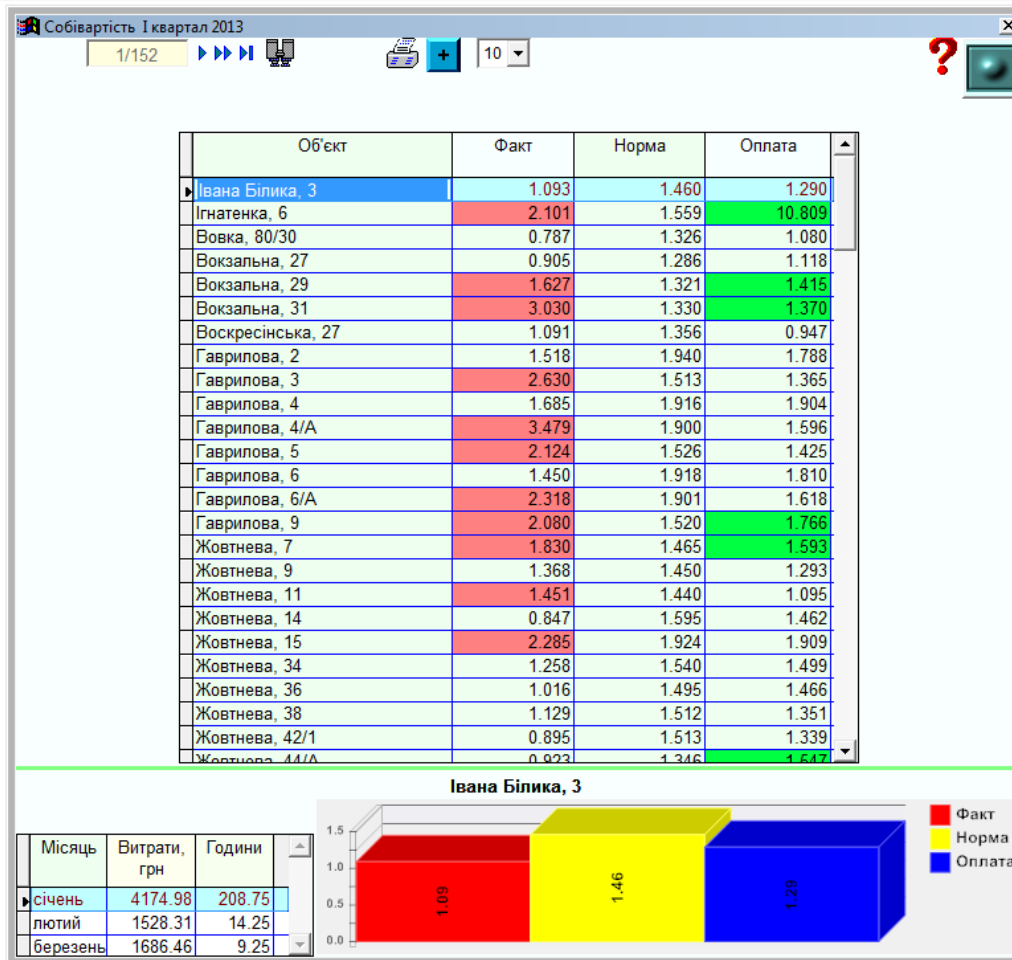 Собівартість І квартал 2013
1/152 10 ?
Об'єкт Факт Норма Оплата
Івана Білика, 3 1.093 1.460 1.290
Ігнатенка, 6 2.101 1.559 10.809
Вовка, 80/30 0.787 1.326 1.080
Вокзальна, 27 0.905 1.286 1.118
Вокзальна, 29 1.627 1.321 1.415
Вокзальна, 31 3.030 1.330 1.370
Воскресінська, 27 1.091 1.356 0.947
Гаврилова, 2 1.518 1.940 1.788
Гаврилова, 3 2.630 1.513 1.365
Гаврилова, 4 1.685 1.916 1.904
Гаврилова, 4/А 3.479 1.900 1.596
Гаврилова, 5 2.124 1.526 1.425
Гаврилова, 6 1.450 1.918 1.810
Гаврилова, 6/А 2.318 1.901 1.618
Гаврилова, 9 2.080 1.520 1.766
Жовтнева, 7 1.830 1.465 1.593
Жовтнева, 9 1.368 1.450 1.293
Жовтнева, 11 1.451 1.440 1.095
Жовтнева, 14 0.847 1.595 1.462
Жовтнева, 15 2.285 1.924 1.909
Жовтнева, 34 1.258 1.540 1.499
Жовтнева, 36 1.016 1.495 1.466
Жовтнева, 38 1.129 1.512 1.351
Жовтнева, 42/1 0.895 1.513 1.339
Жовтнева, 44/А 0.923 1.346 1.547
Івана Білика, 3
Місяць Витрати, грн Години
січень 4174.98 208.75
лютий 1528.31 14.25
березень 1686.46 9.25
1.5
1.0
0.5
0.0
1.09
1.46
1.29
Факт
Норма
Оплата